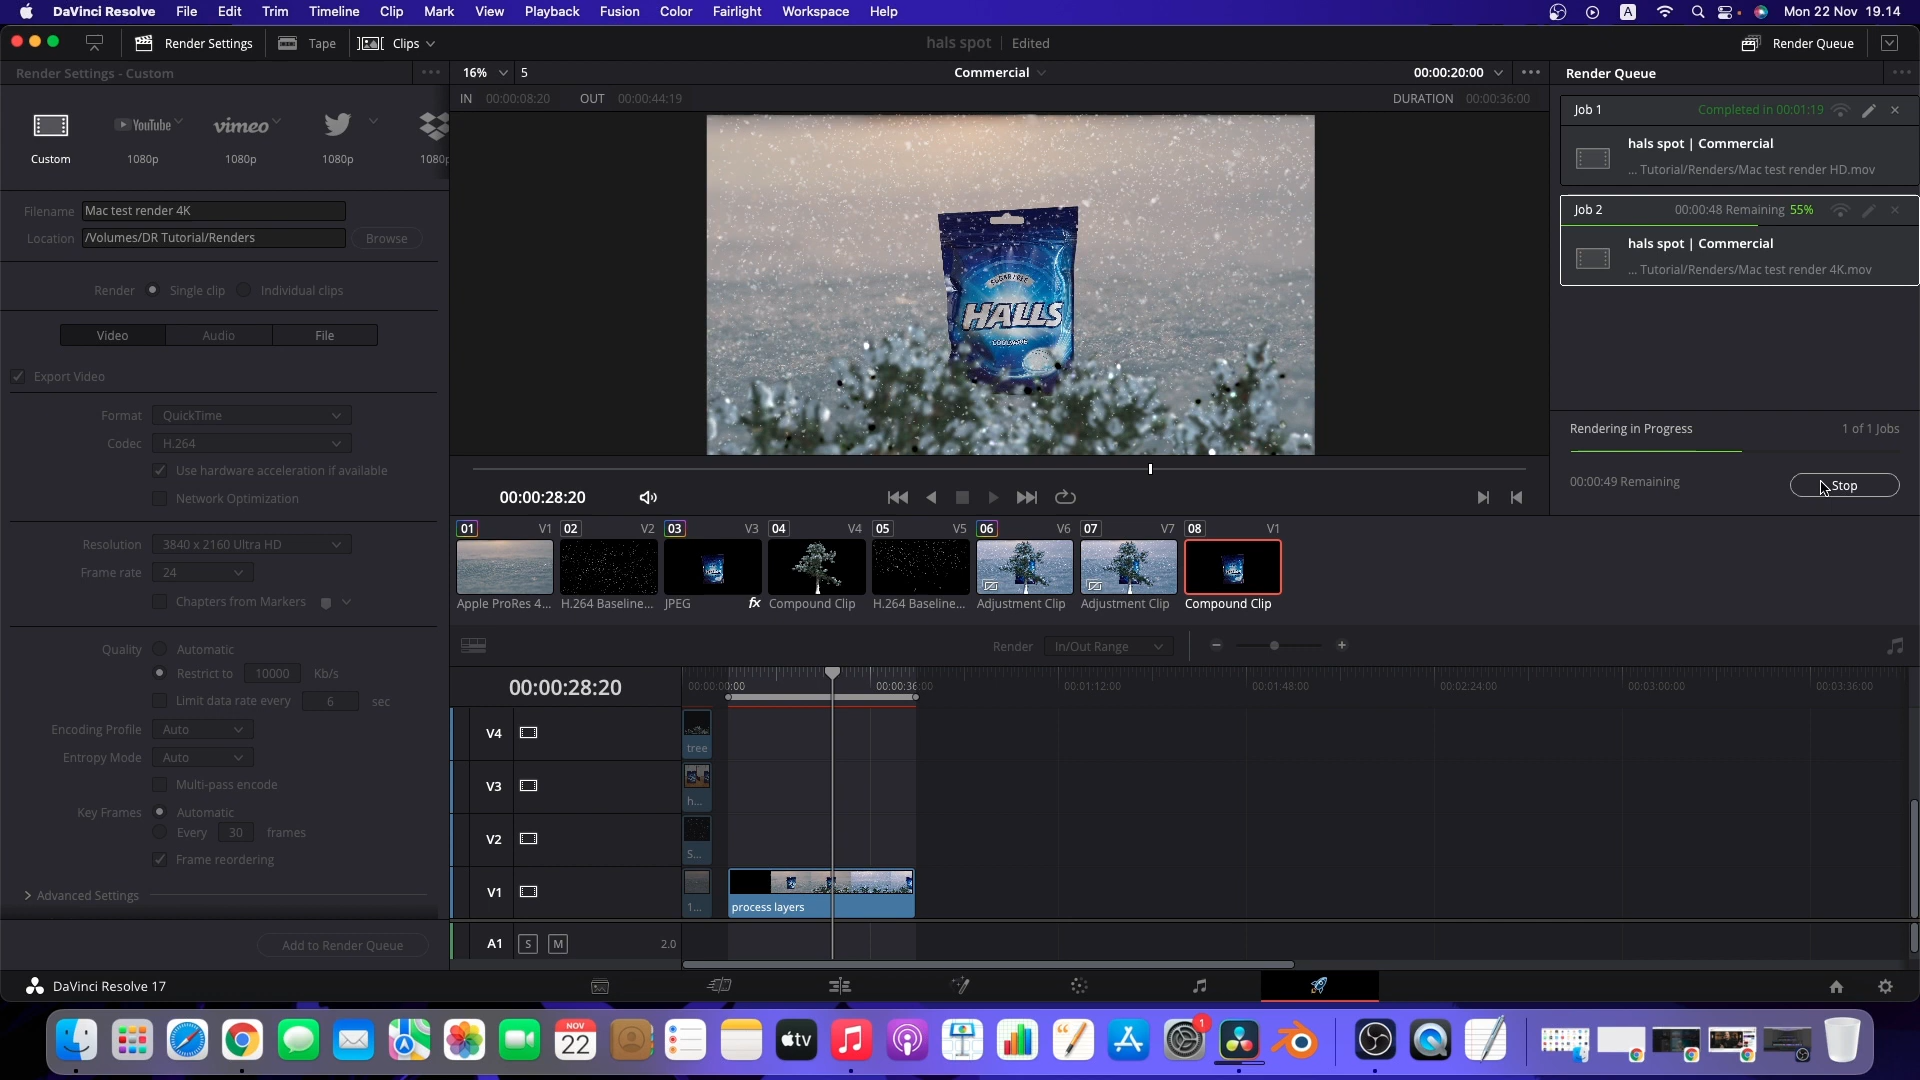 DaVinci Resolve File Edit Trim Timeline Clip Mark View Playback Fusion Color Fairlight Workspace Help A Mon 22 Nov 19.14
Render Settings Tape Clips hals spot Edited Render Queue
Render Settings - Custom 16% 5 Commercial 00:00:20:00 Render Queue
IN 00:00:08:20 OUT 00:00:44:19 DURATION 00:00:36:00
YouTube vimeo
Custom 1080p 1080p 1080p 1080p
Filename Mac test render 4K
Location /Volumes/DR Tutorial/Renders Browse
Render Single clip Individual clips
Video Audio File
Export Video
Format QuickTime
Codec H.264
Use hardware acceleration if available
Network Optimization
Resolution 3840 x 2160 Ultra HD
Frame rate 24
Chapters from Markers
Quality Automatic
Restrict to 10000 Kb/s
Limit data rate every 6 sec
Encoding Profile Auto
Entropy Mode Auto
Multi-pass encode
Key Frames Automatic
Every 30 frames
Frame reordering
Advanced Settings
Add to Render Queue
HALLS
00:00:28:20
01 V1 02 V2 03 V3 04 V4 05 V5 06 V6 07 V7 08 V1
Apple ProRes 4... H.264 Baseline... JPEG fx Compound Clip H.264 Baseline... Adjustment Clip Adjustment Clip Compound Clip
Render In/Out Range
00:00:28:20 00:00:00:00 00:00:36:00 00:01:12:00 00:01:48:00 00:02:24:00 00:03:00:00 00:03:36:00
V4 tree
V3 h...
V2 S...
V1 1... process layers
A1 S M 2.0
Job 1 Completed in 00:01:19
hals spot | Commercial
... Tutorial/Renders/Mac test render HD.mov
Job 2 00:00:48 Remaining 55%
hals spot | Commercial
... Tutorial/Renders/Mac test render 4K.mov
Rendering in Progress 1 of 1 Jobs
00:00:49 Remaining Stop
DaVinci Resolve 17
NOV
22
tv
1